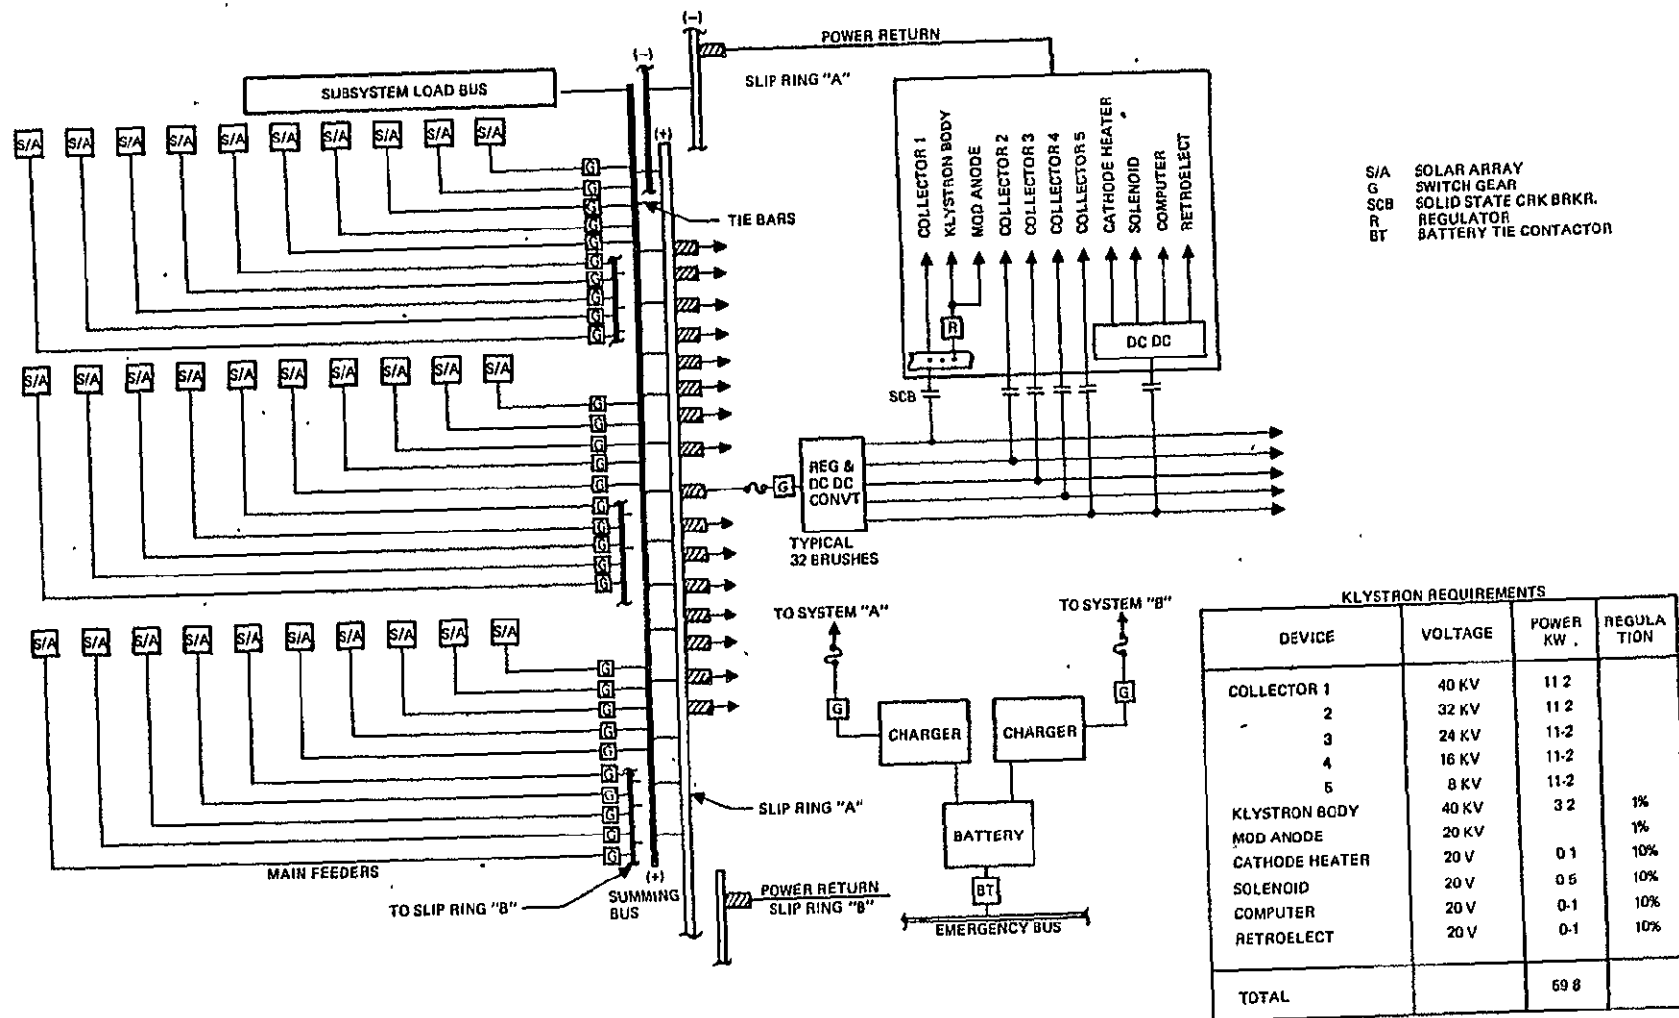 (-)
POWER RETURN
(-)
SLIP RING "A"
SUBSYSTEM LOAD BUS
(+)
S/A S/A S/A S/A S/A S/A S/A S/A S/A S/A
G
G
G
G
G
G
G
G
G
G
TIE BARS
COLLECTOR 1
KLYSTRON BODY
MOD ANODE
COLLECTOR 2
COLLECTOR 3
COLLECTOR 4
COLLECTOR 5
CATHODE HEATER
SOLENOID
COMPUTER
RETROELECT
R
DC DC
SCB
S/A SOLAR ARRAY
G SWITCH GEAR
SCB SOLID STATE CRK BRKR.
R REGULATOR
BT BATTERY TIE CONTACTOR
S/A S/A S/A S/A S/A S/A S/A S/A S/A S/A
G
G
G
G
G
G
G
G
G
G
G
REG &
DC DC
CONVT
TYPICAL
32 BRUSHES
S/A S/A S/A S/A S/A S/A S/A S/A S/A S/A
G
G
G
G
G
G
G
G
G
G
MAIN FEEDERS
TO SLIP RING "B"
(+)
SUMMING
BUS
SLIP RING "A"
POWER RETURN
SLIP RING "B"
TO SYSTEM "A"
TO SYSTEM "B"
G
G
CHARGER
CHARGER
BATTERY
BT
EMERGENCY BUS
KLYSTRON REQUIREMENTS
DEVICE VOLTAGE POWER KW . REGULA TION
COLLECTOR 1 40 KV 11 2
2 32 KV 11 2
3 24 KV 11-2
4 16 KV 11-2
5 8 KV 11-2
KLYSTRON BODY 40 KV 3 2 1%
MOD ANODE 20 KV 1%
CATHODE HEATER 20 V 0 1 10%
SOLENOID 20 V 0 5 10%
COMPUTER 20 V 0-1 10%
RETROELECT 20 V 0-1 10%
TOTAL 59 8